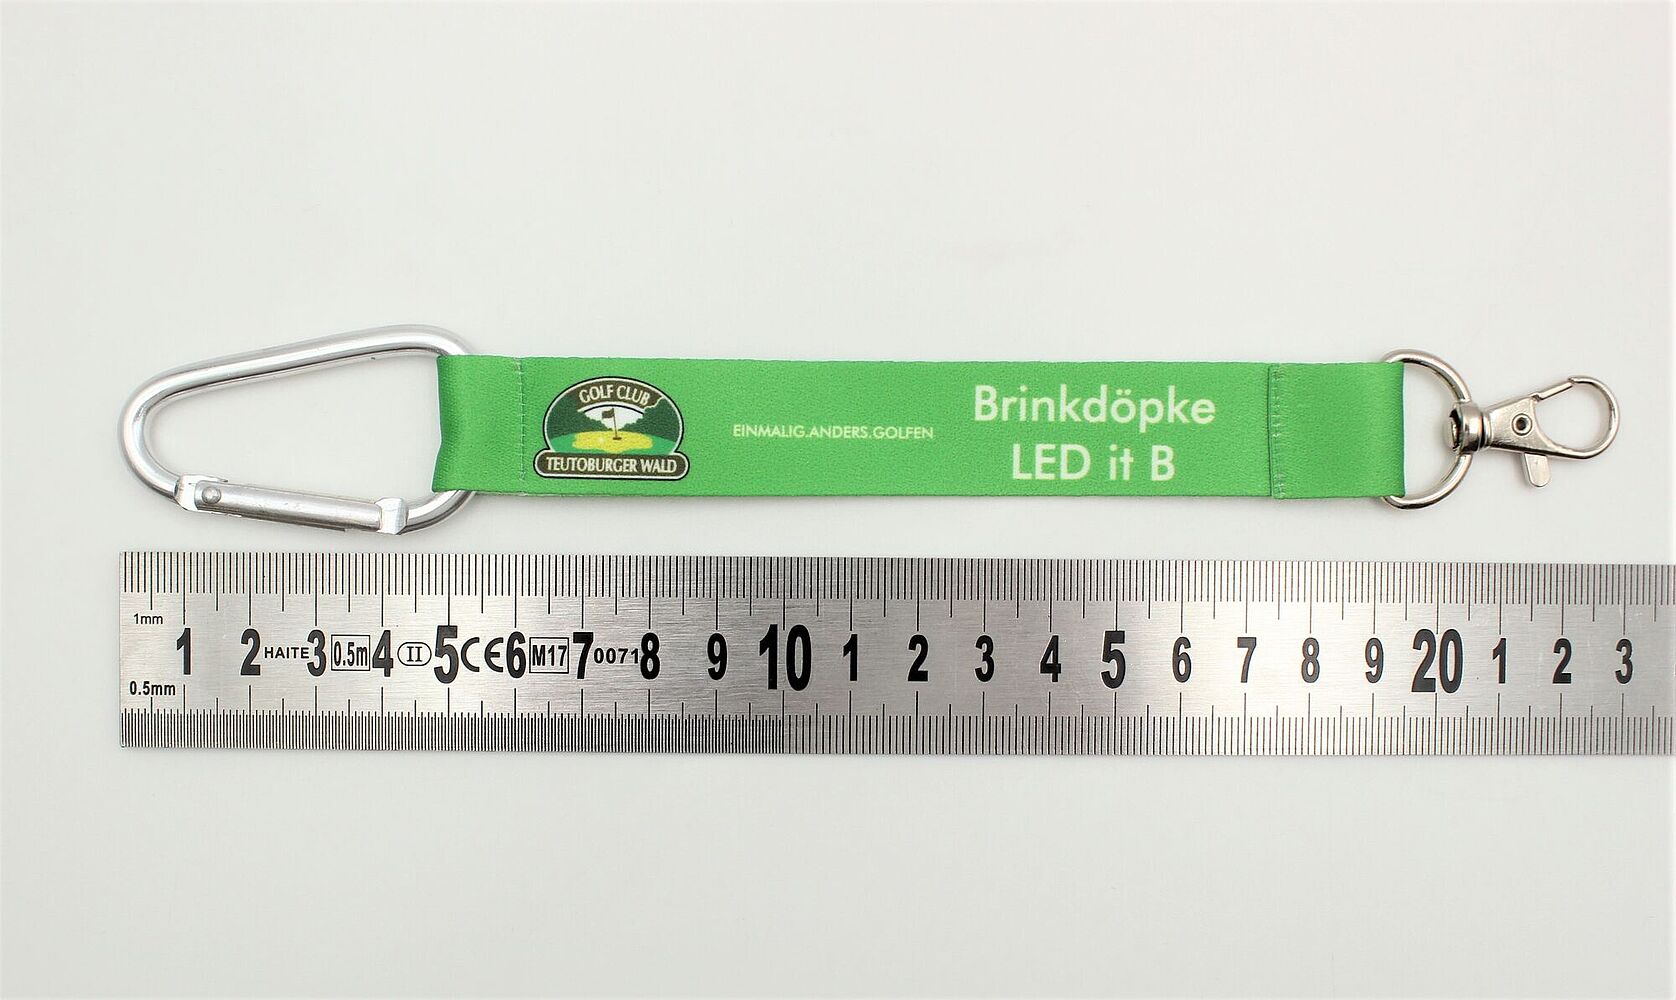 GOLF CLUB
TEUTOBURGER WALD
EINMALIG.ANDERS.GOLFEN
Brinkdöpke
LED it B
1mm
1 2 HAITE 3 0.5m 4 II 5 CE 6 M17 7 0071 8 9 10 1 2 3 4 5 6 7 8 9 20 1 2 3
0.5mm